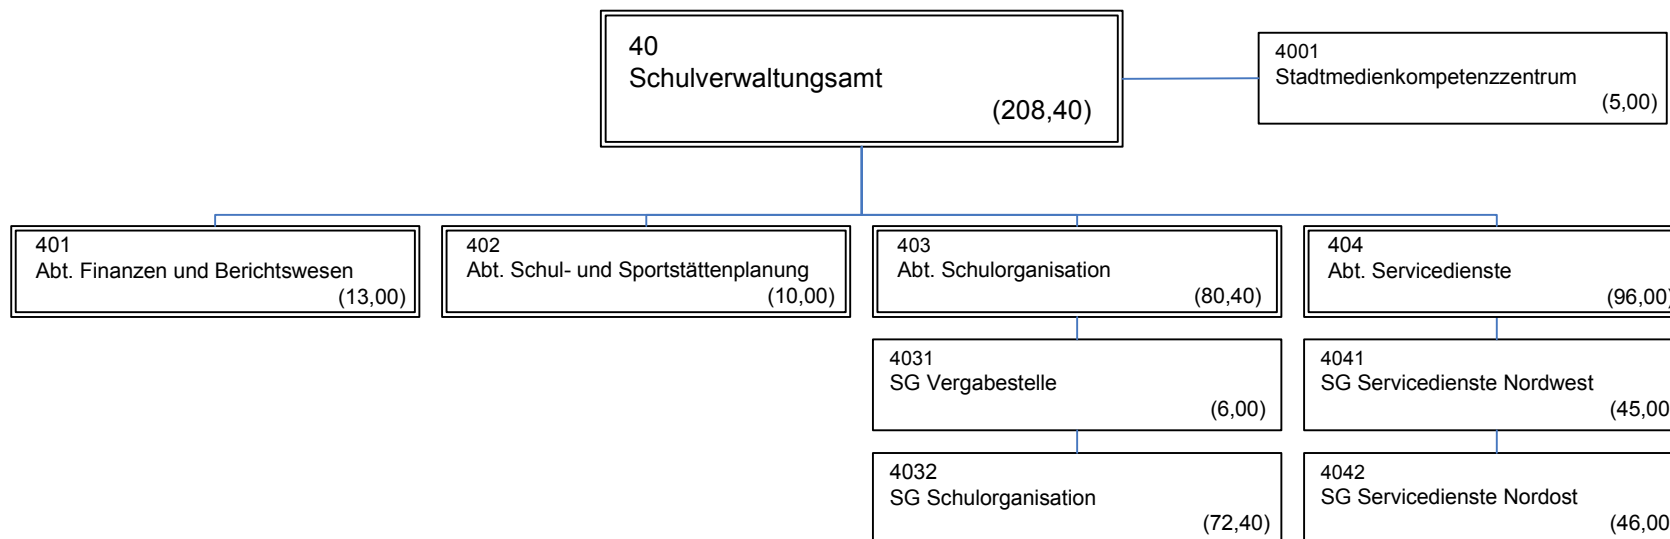 40
Schulverwaltungsamt
(208,40)
4001
Stadtmedienkompetenzzentrum
(5,00)
401
Abt. Finanzen und Berichtswesen
(13,00)
402
Abt. Schul- und Sportstättenplanung
(10,00)
403
Abt. Schulorganisation
(80,40)
404
Abt. Servicedienste
(96,00)
4031
SG Vergabestelle
(6,00)
4041
SG Servicedienste Nordwest
(45,00
4032
SG Schulorganisation
(72,40)
4042
SG Servicedienste Nordost
(46,00